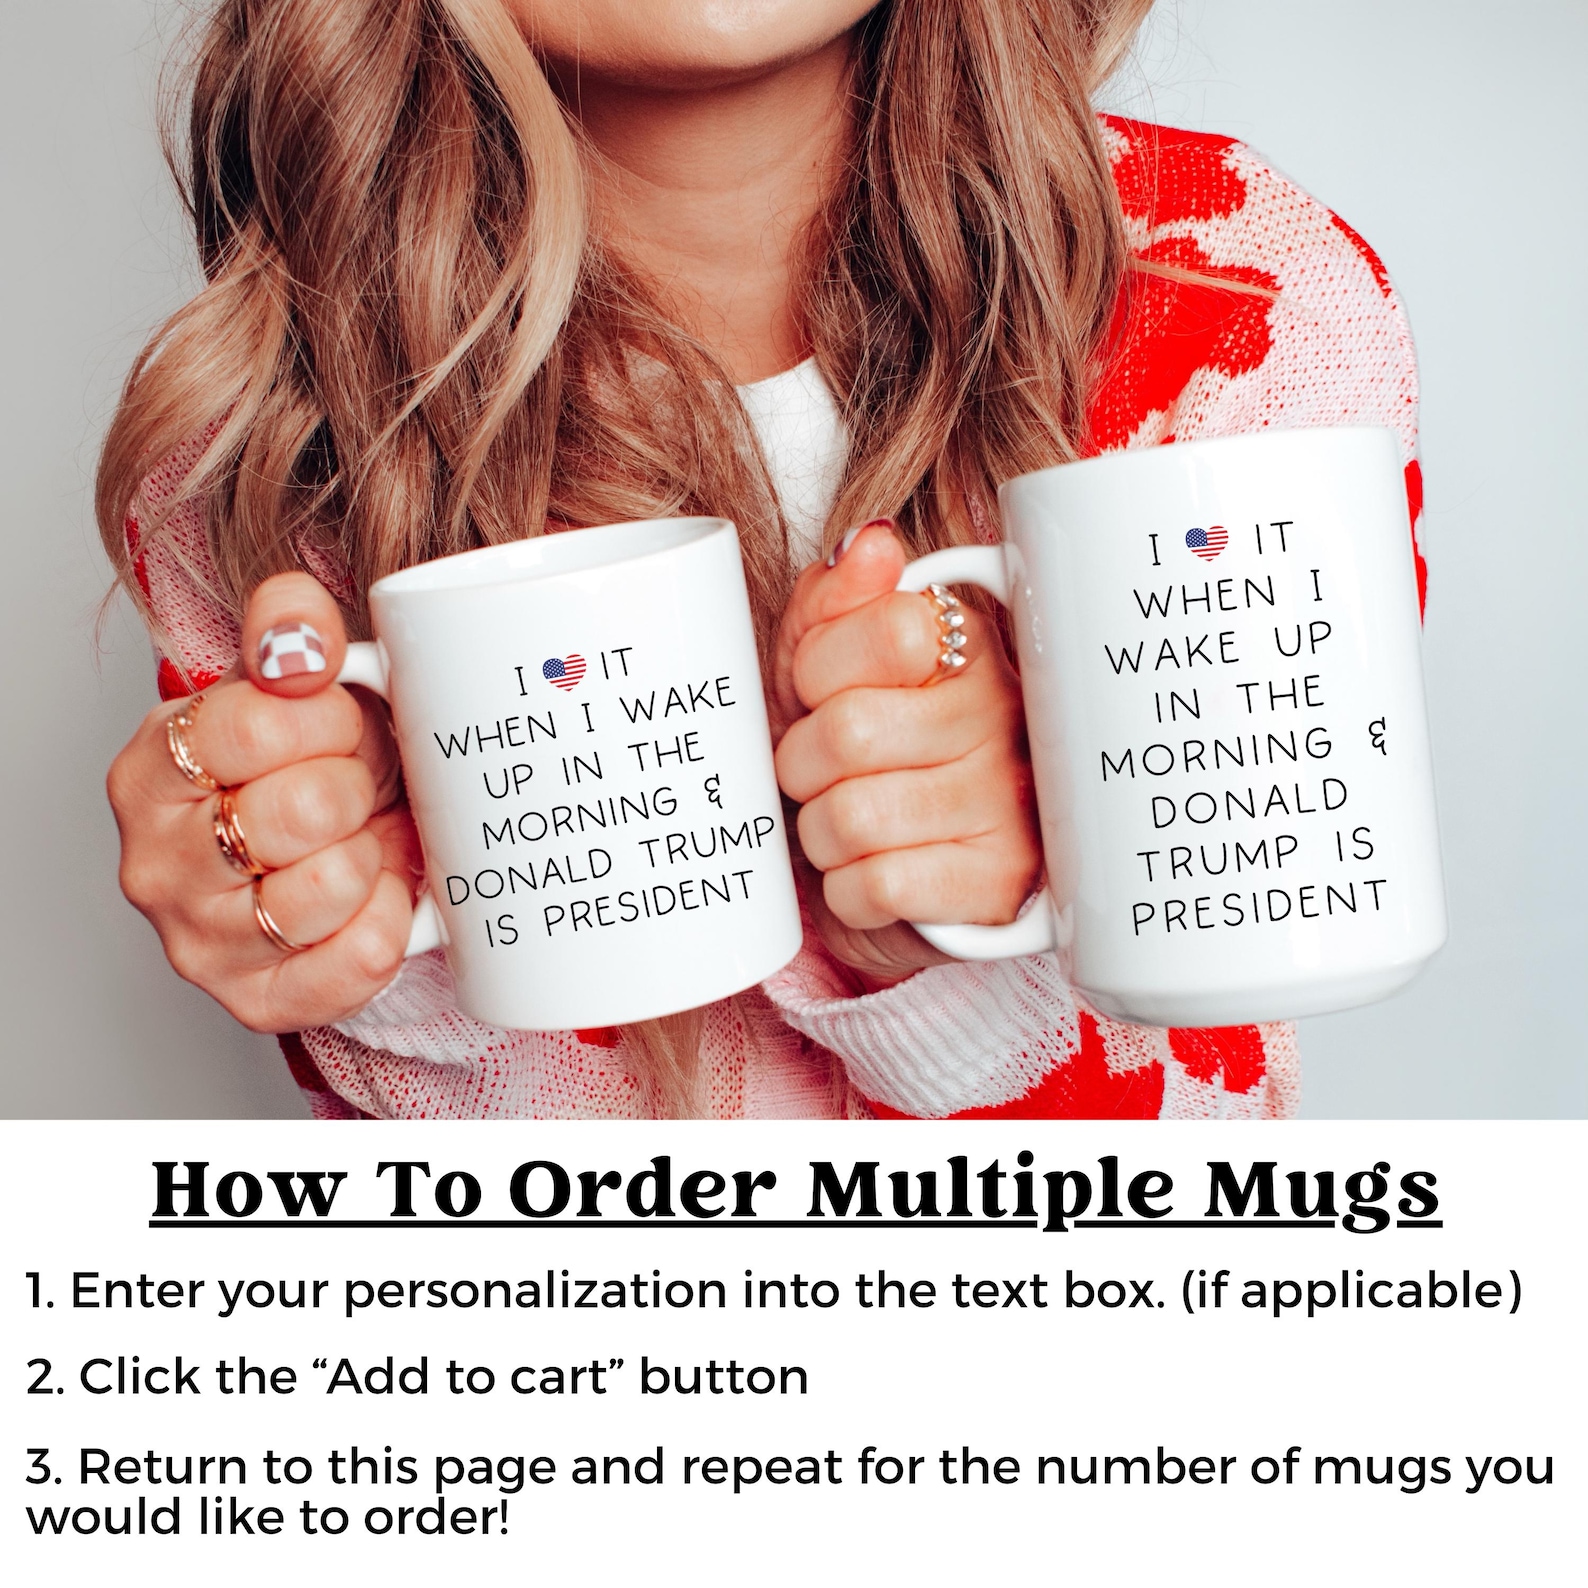 I IT
WHEN I WAKE
UP IN THE
MORNING &
DONALD TRUMP
IS PRESIDENT
I IT
WHEN I
WAKE UP
IN THE
MORNING &
DONALD
TRUMP IS
PRESIDENT
How To Order Multiple Mugs
1. Enter your personalization into the text box. (if applicable)
2. Click the “Add to cart” button
3. Return to this page and repeat for the number of mugs you
would like to order!